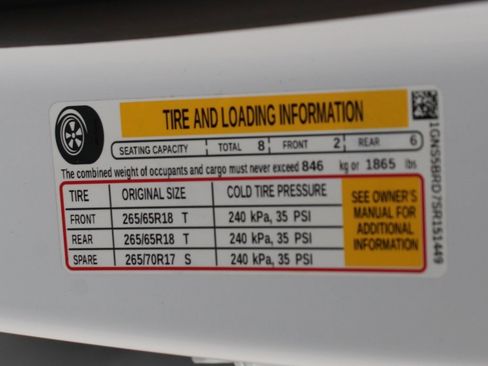 TIRE AND LOADING INFORMATION
SEATING CAPACITY TOTAL 8 FRONT 2 REAR 6
The combined weight of occupants and cargo must never exceed 846 kg or 1865 lbs
TIRE ORIGINAL SIZE COLD TIRE PRESSURE
FRONT 265/65R18 T 240 kPa, 35 PSI
REAR 265/65R18 T 240 kPa, 35 PSI
SPARE 265/70R17 S 240 kPa, 35 PSI
SEE OWNER'S
MANUAL FOR
ADDITIONAL
INFORMATION
1GNS5BRD7SR151449